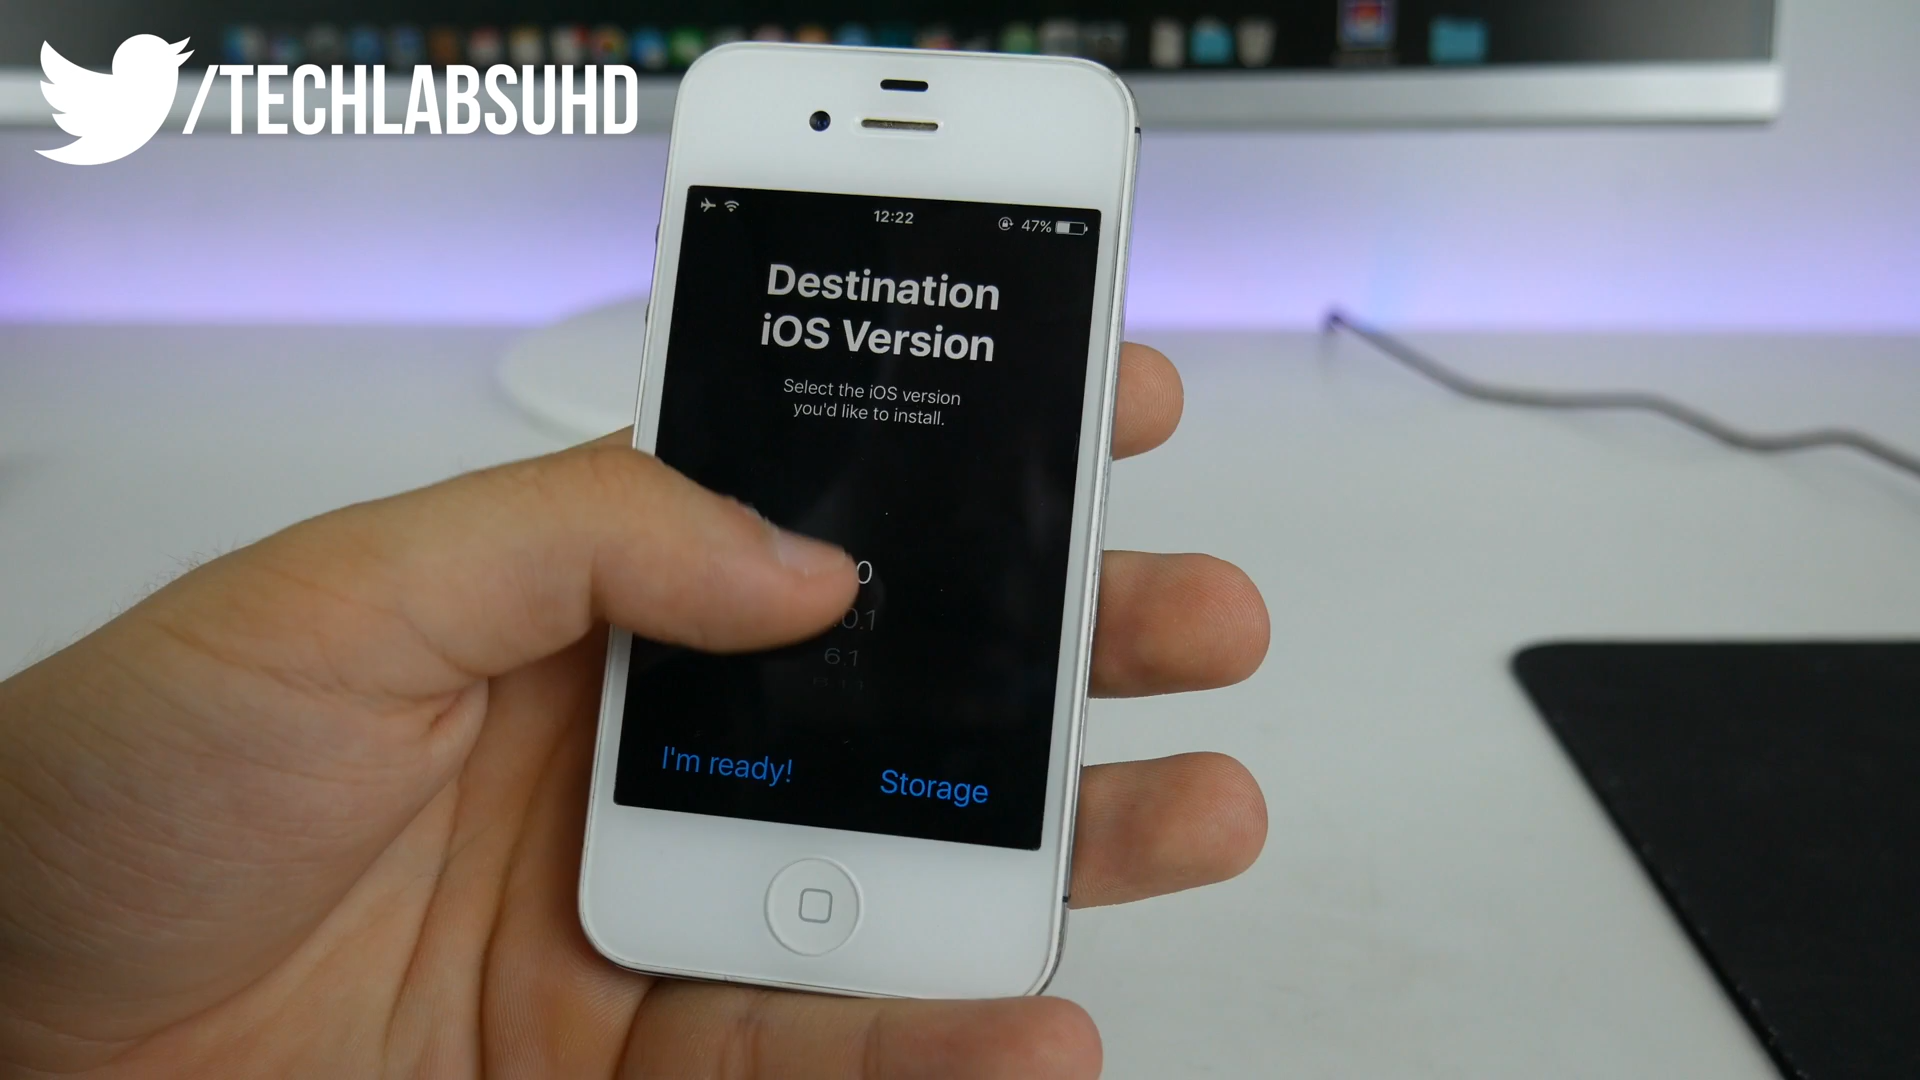 /TECHLABSUHD
12:22
47%
Destination
iOS Version
Select the iOS version
you'd like to install.
6.1
I'm ready!
Storage